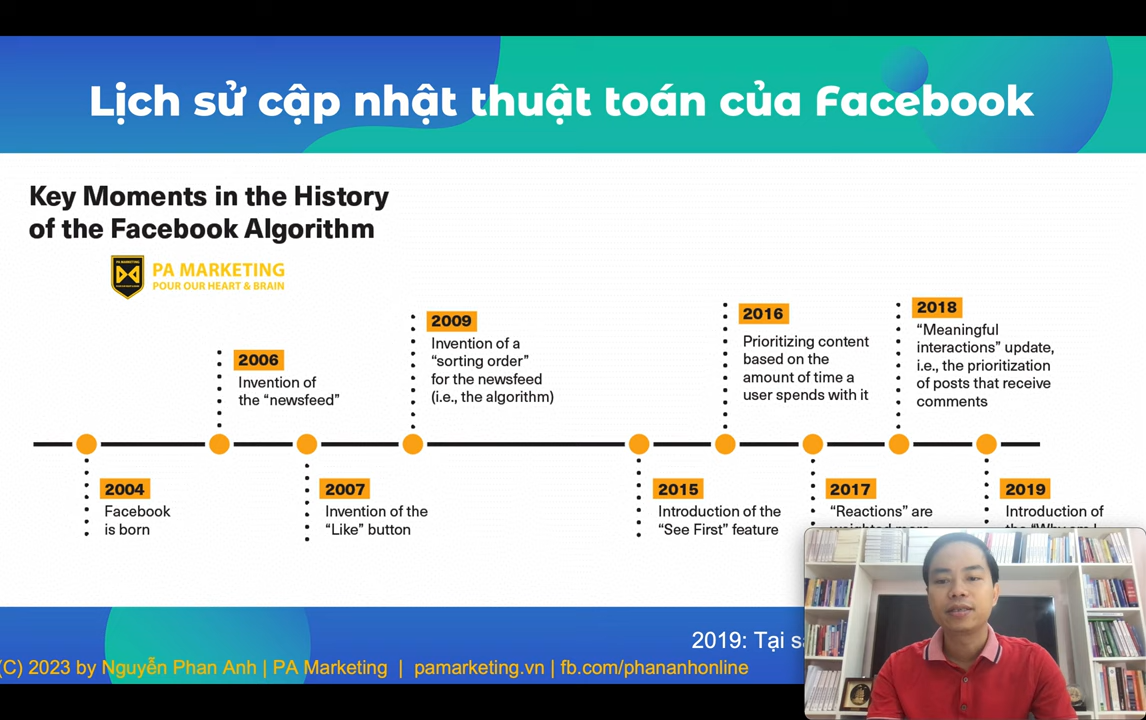 Lịch sử cập nhật thuật toán của Facebook
Key Moments in the History
of the Facebook Algorithm
PA MARKETING
POUR OUR HEART & BRAIN
2004
Facebook
is born
2006
Invention of
the “newsfeed”
2007
Invention of the
“Like” button
2009
Invention of a
“sorting order”
for the newsfeed
(i.e., the algorithm)
2015
Introduction of the
“See First” feature
2016
Prioritizing content
based on the
amount of time a
user spends with it
2017
“Reactions” are
2018
“Meaningful
interactions” update,
i.e., the prioritization
of posts that receive
comments
2019
Introduction of
2019: Tại
(C) 2023 by Nguyễn Phan Anh | PA Marketing | pamarketing.vn | fb.com/phananhonline